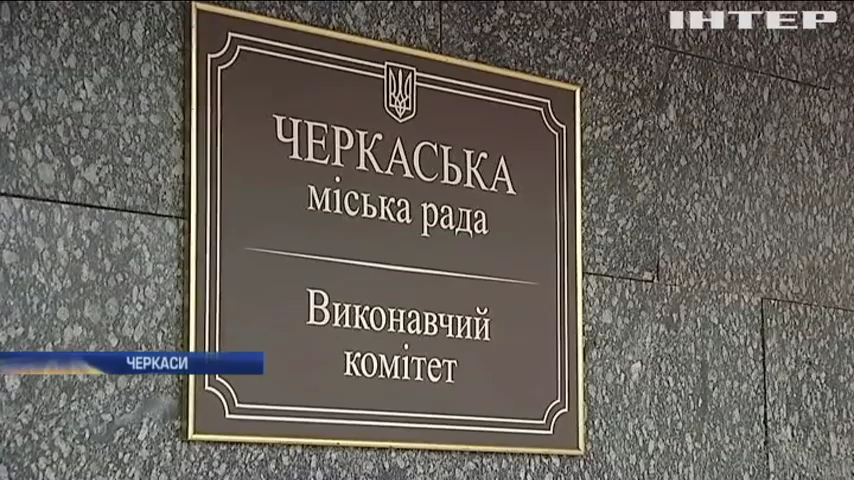 ІНТЕР
ЧЕРКАСЬКА
міська рада
Виконавчий
комітет
ЧЕРКАСИ